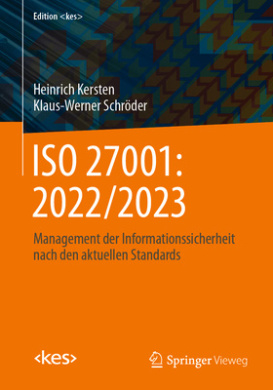 Edition <kes>
Heinrich Kersten
Klaus-Werner Schröder
ISO 27001:
2022/2023
Management der Informationssicherheit
nach den aktuellen Standards
<kes>
Springer Vieweg